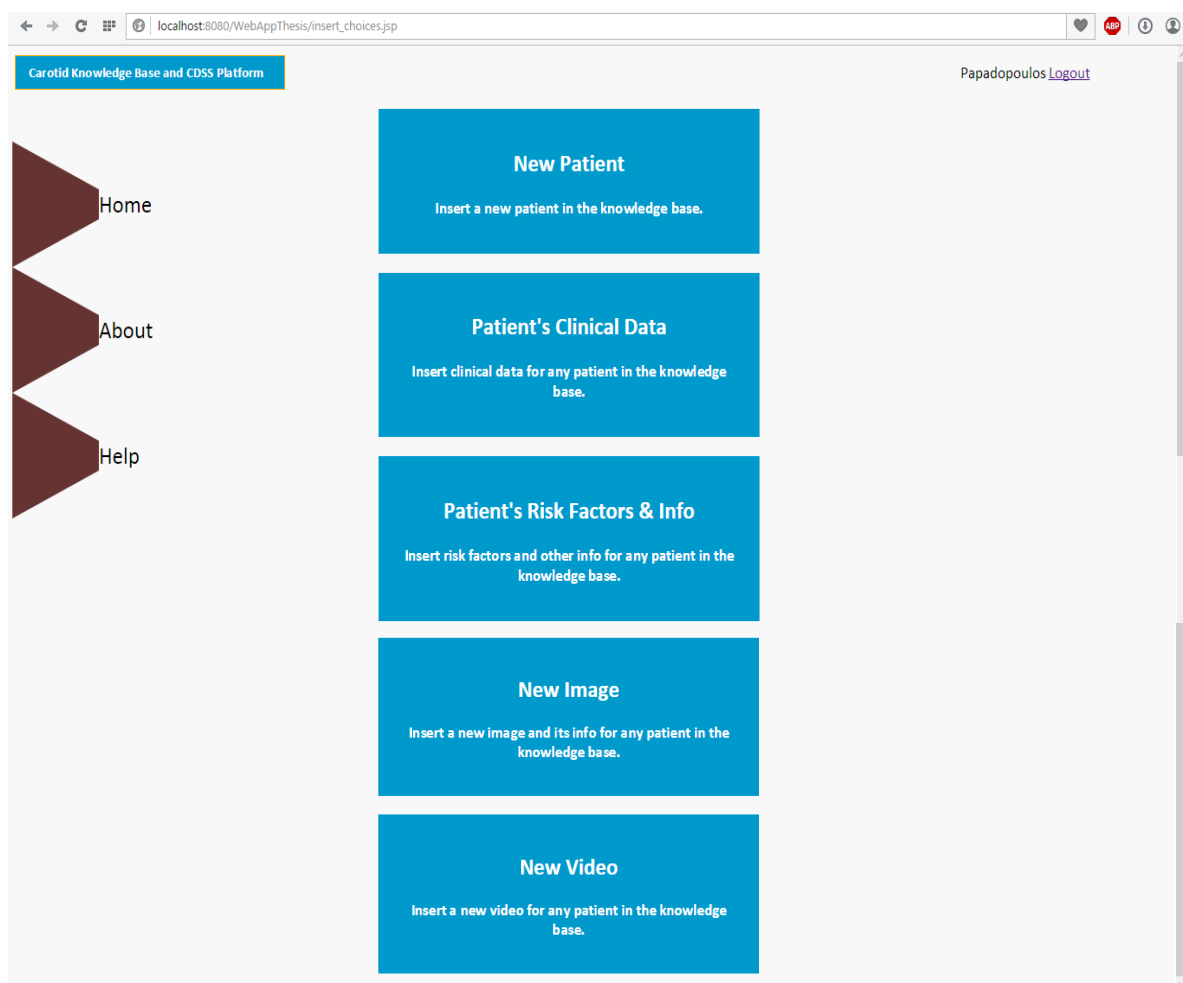 localhost:8080/WebAppThesis/insert_choices.jsp
ABP
Carotid Knowledge Base and CDSS Platform
Papadopoulos Logout
Home
About
Help
New Patient
Insert a new patient in the knowledge base.
Patient's Clinical Data
Insert clinical data for any patient in the knowledge
base.
Patient's Risk Factors & Info
Insert risk factors and other info for any patient in the
knowledge base.
New Image
Insert a new image and its info for any patient in the
knowledge base.
New Video
Insert a new video for any patient in the knowledge
base.